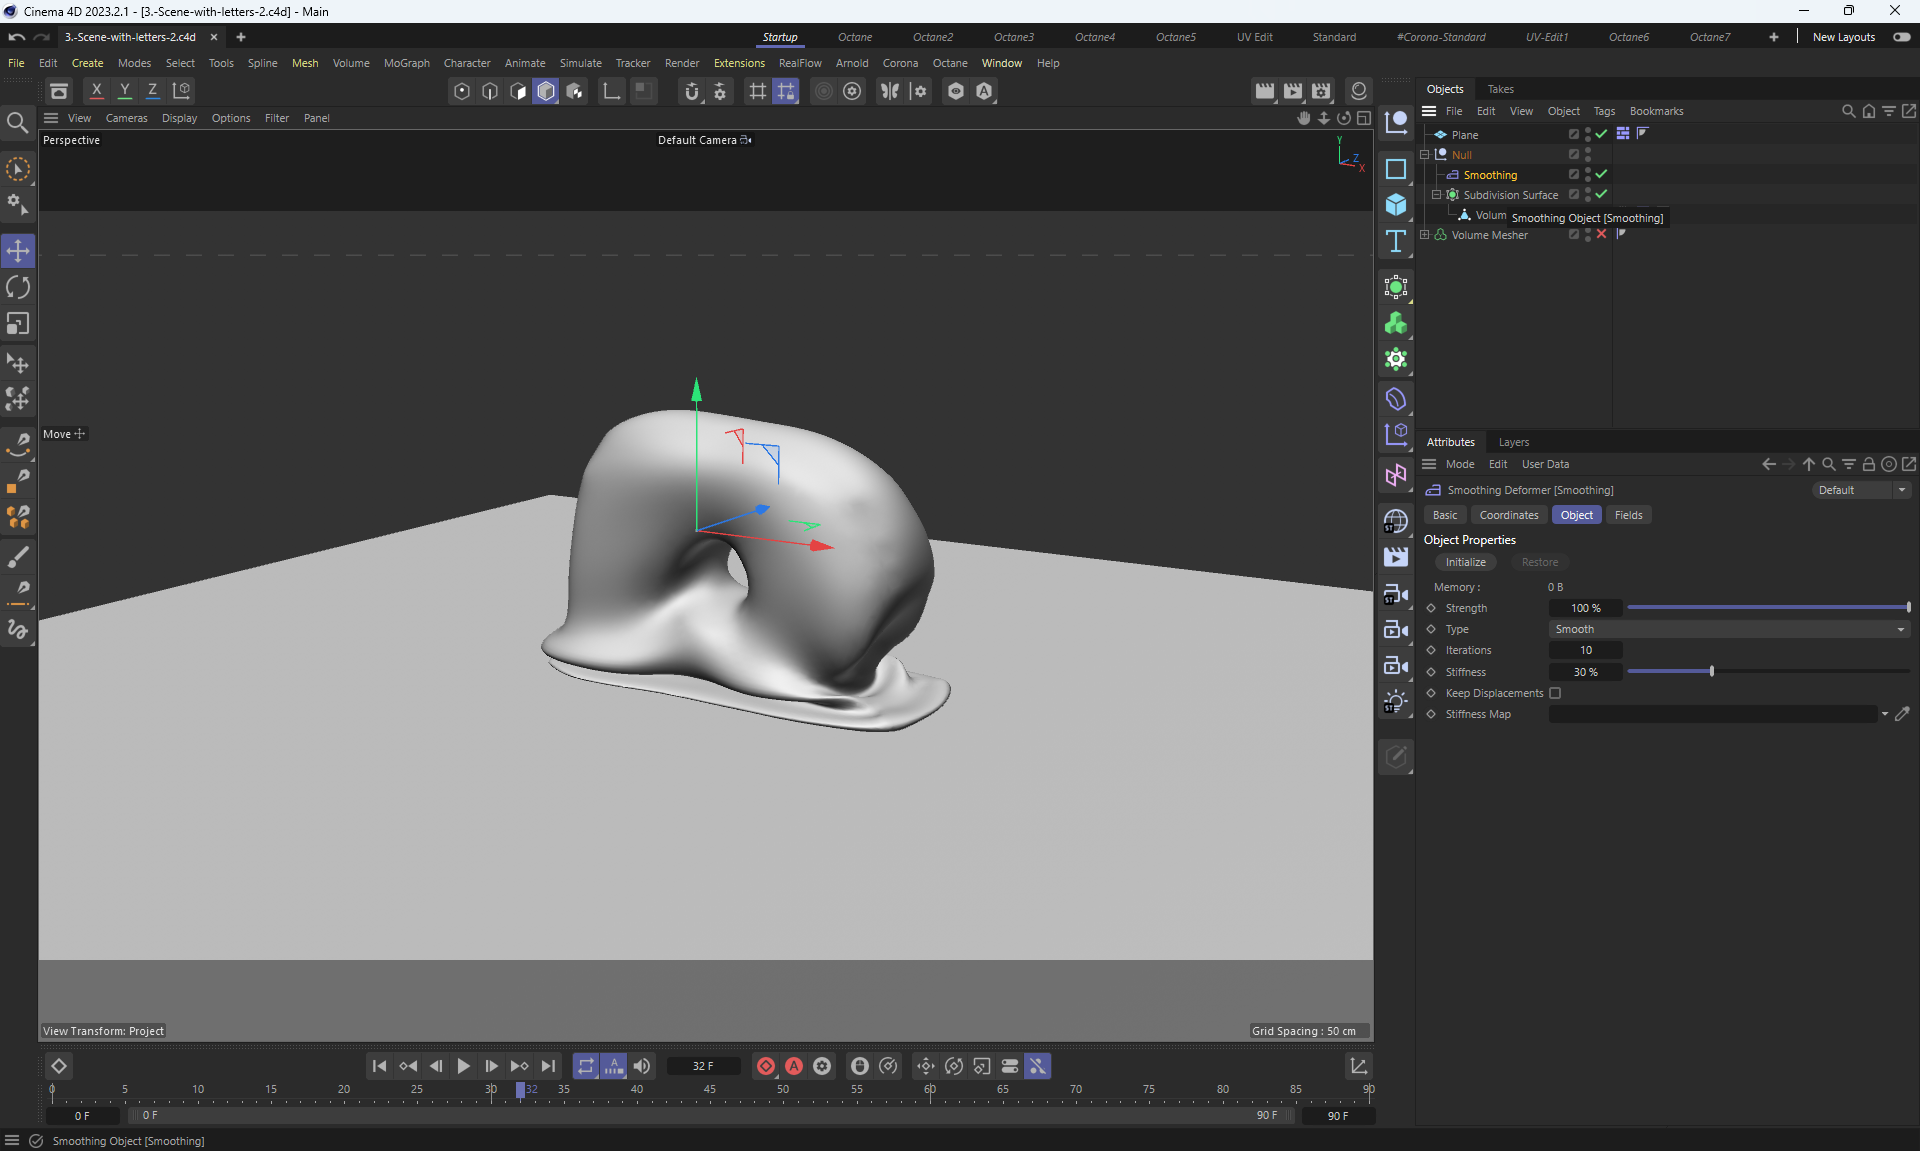 Cinema 4D 2023.2.1 - [3.-Scene-with-letters-2.c4d] - Main
3.-Scene-with-letters-2.c4d
Startup Octane Octane2 Octane3 Octane4 Octane5 UV Edit Standard #Corona-Standard UV-Edit1 Octane6 Octane7 New Layouts
File Edit Create Modes Select Tools Spline Mesh Volume MoGraph Character Animate Simulate Tracker Render Extensions RealFlow Arnold Corona Octane Window Help
X Y Z
Objects Takes
View Cameras Display Options Filter Panel
File Edit View Object Tags Bookmarks
Perspective
Default Camera
Y
Z
X
Plane
Null
Smoothing
Subdivision Surface
Volum
Smoothing Object [Smoothing]
Volume Mesher
Move
Attributes Layers
Mode Edit User Data
Smoothing Deformer [Smoothing]
Default
Basic Coordinates Object Fields
Object Properties
Initialize Restore
Memory : 0 B
Strength 100 %
Type Smooth
Iterations 10
Stiffness 30 %
Keep Displacements
Stiffness Map
ST
ST
ST
View Transform: Project
Grid Spacing : 50 cm
32 F
0 5 10 15 20 25 30 32 35 40 45 50 55 60 65 70 75 80 85 90
0 F 0 F 90 F 90 F
Smoothing Object [Smoothing]